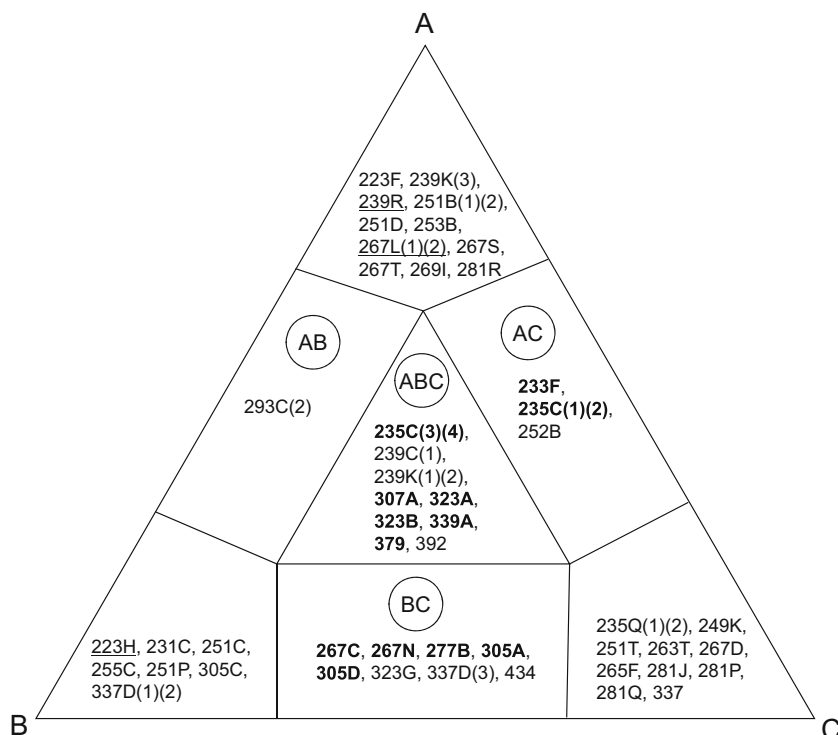 A
223F, 239K(3),
239R, 251B(1)(2),
251D, 253B,
267L(1)(2), 267S,
267T, 269I, 281R
AB
293C(2)
AC
233F,
235C(1)(2),
252B
ABC
235C(3)(4),
239C(1),
239K(1)(2),
307A, 323A,
323B, 339A,
379, 392
BC
267C, 267N, 277B, 305A,
305D, 323G, 337D(3), 434
223H, 231C, 251C,
255C, 251P, 305C,
337D(1)(2)
235Q(1)(2), 249K,
251T, 263T, 267D,
265F, 281J, 281P,
281Q, 337
B
C